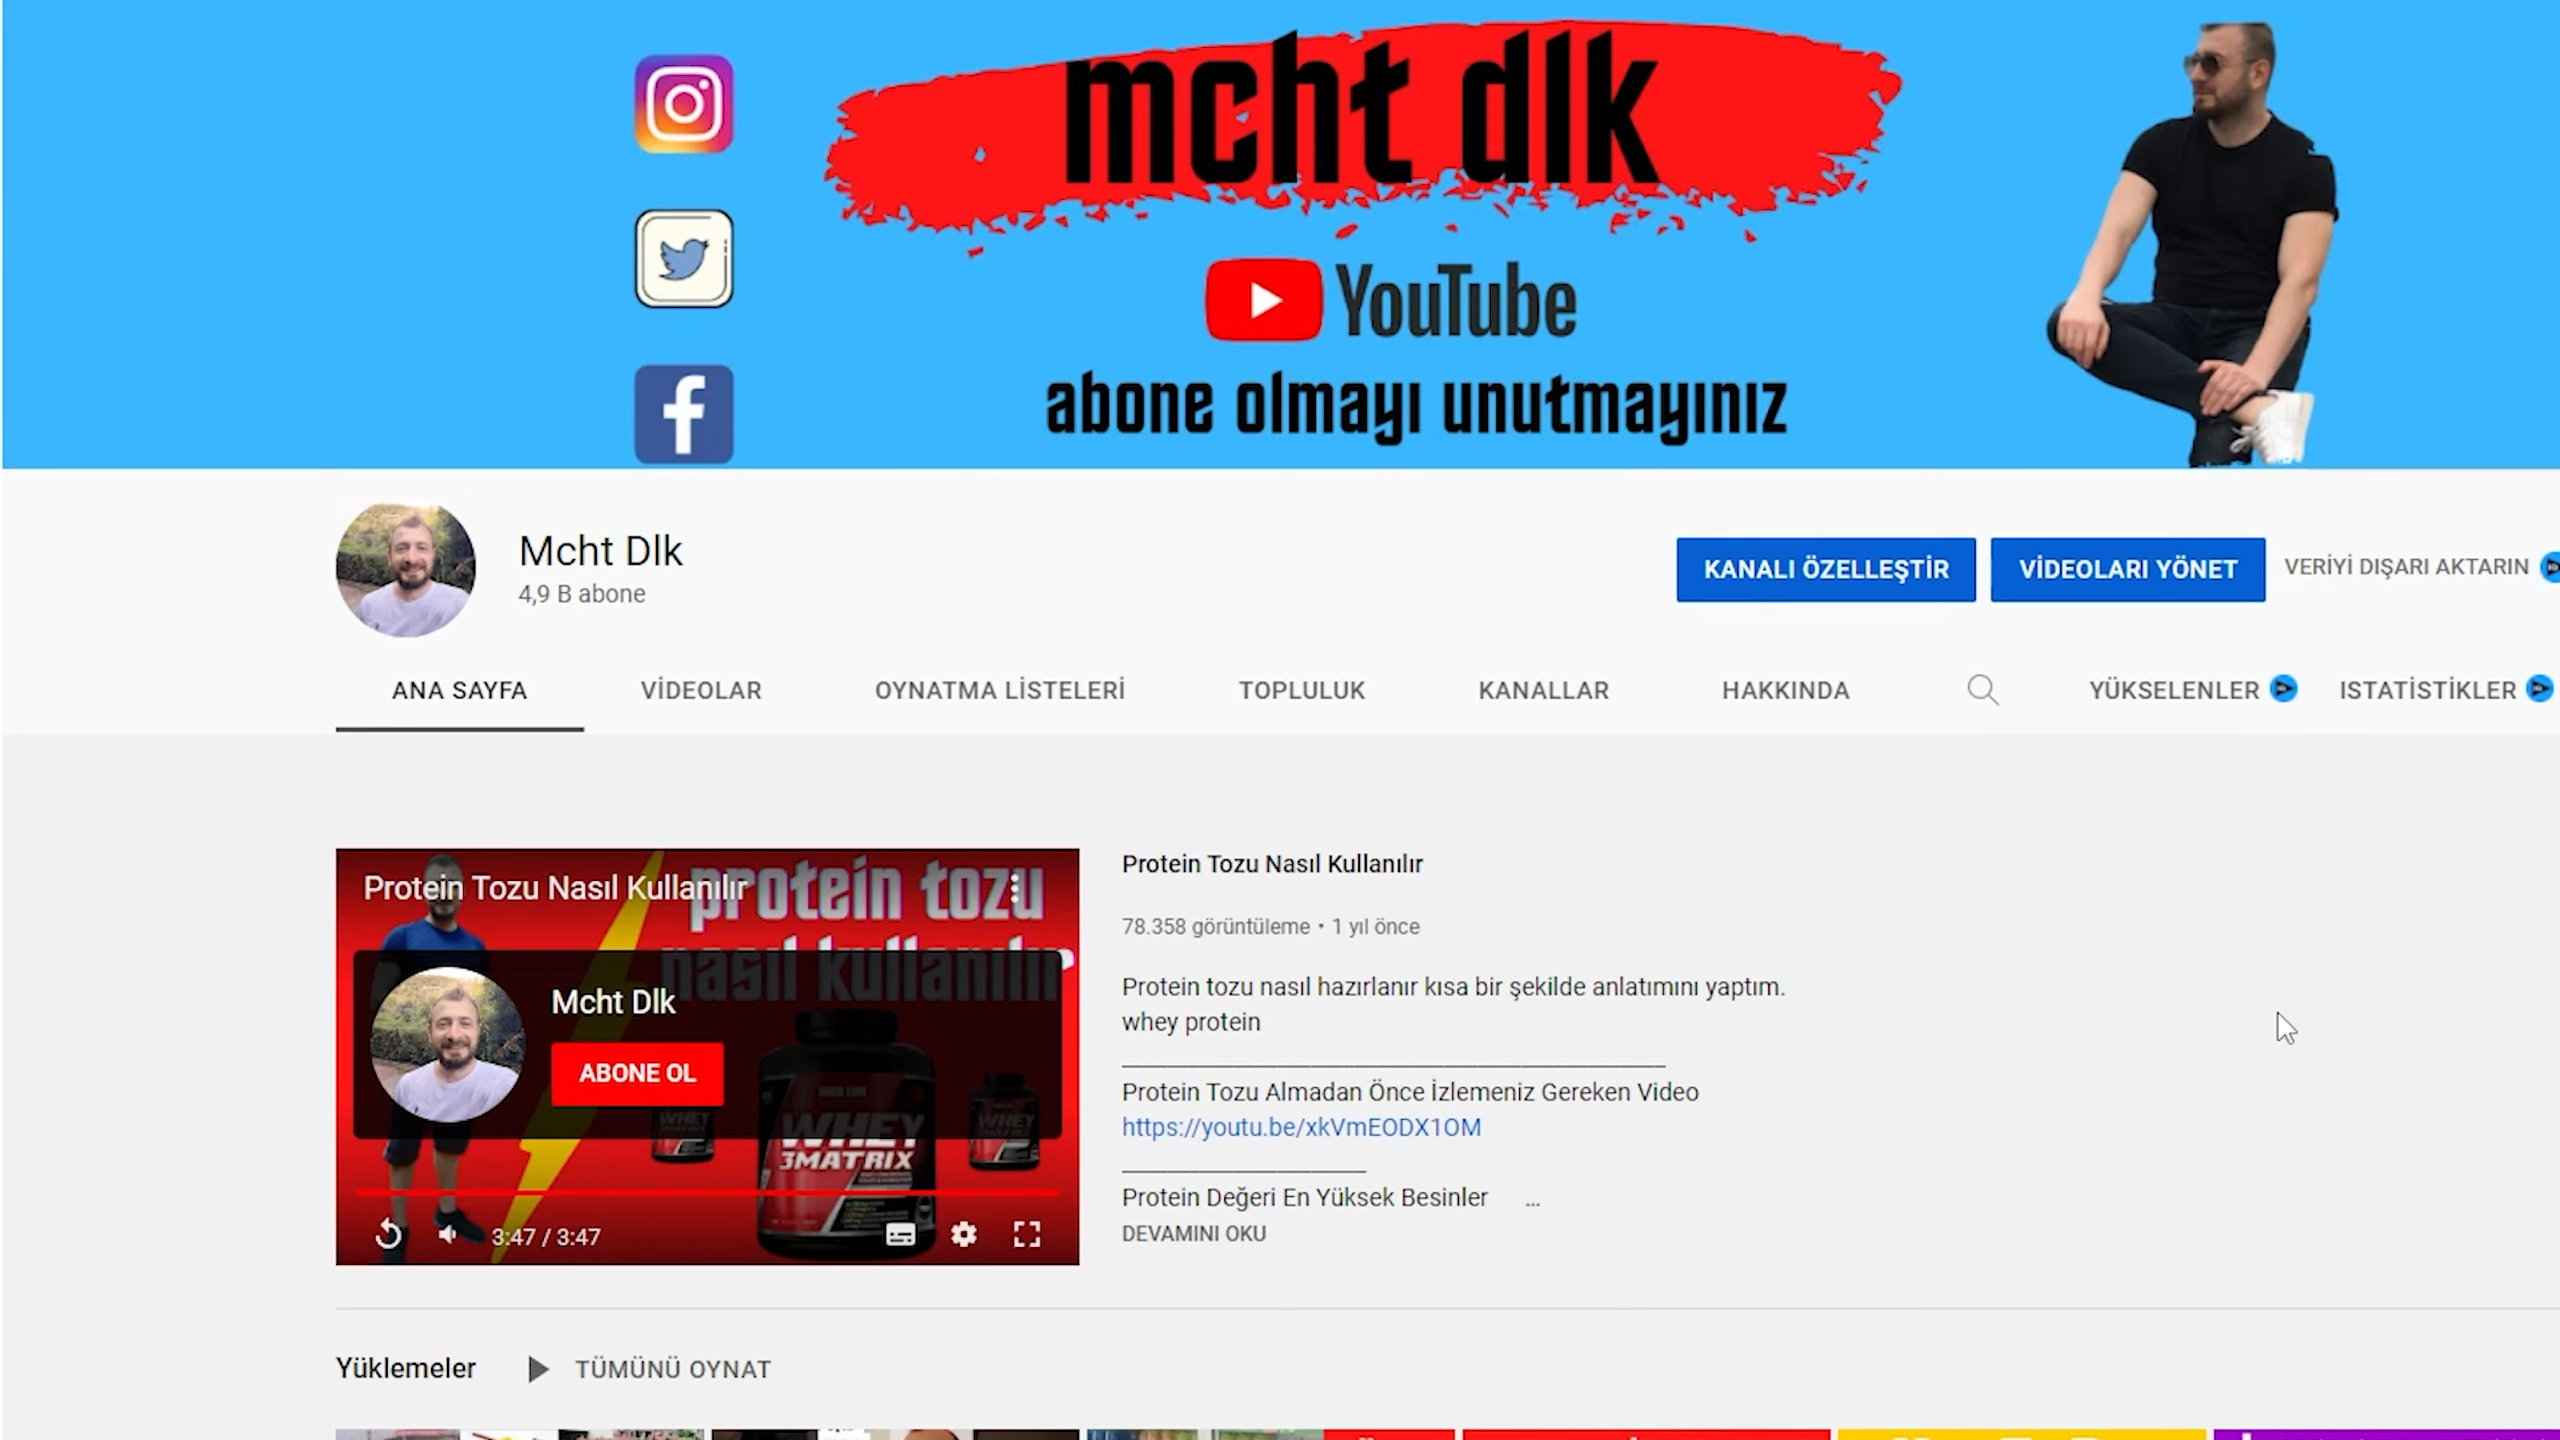 mcht dlk
YouTube
abone olmayı unutmayınız
Mcht Dlk
4,9 B abone
KANALI ÖZELLEŞTİR
VİDEOLARI YÖNET
VERİYİ DIŞARI AKTARIN
ANA SAYFA
VİDEOLAR
OYNATMA LİSTELERİ
TOPLULUK
KANALLAR
HAKKINDA
YÜKSELENLER
ISTATİSTİKLER
Protein Tozu Nasıl Kullanılır
protein tozu
nasıl kullanılır
Mcht Dlk
ABONE OL
WHEY
3MATRIX
WHEY
WHEY
3:47 / 3:47
Protein Tozu Nasıl Kullanılır
78.358 görüntüleme • 1 yıl önce
Protein tozu nasıl hazırlanır kısa bir şekilde anlatımını yaptım.
whey protein
Protein Tozu Almadan Önce İzlemeniz Gereken Video
https://youtu.be/xkVmEODX1OM
Protein Değeri En Yüksek Besinler ...
DEVAMINI OKU
Yüklemeler
TÜMÜNÜ OYNAT